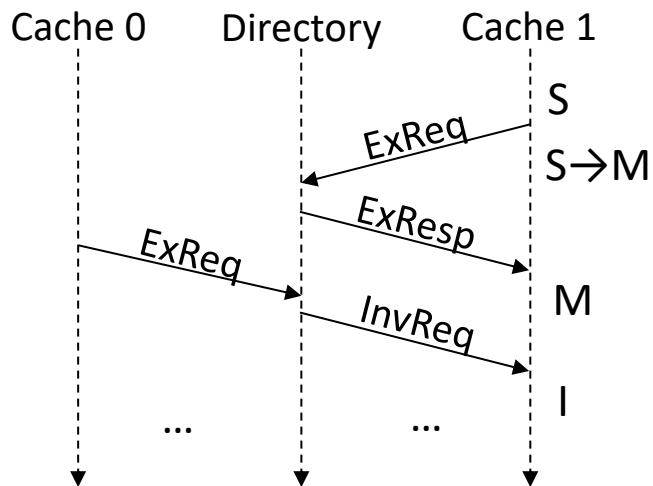 Cache 0 Directory Cache 1
S
ExReq
S→M
ExResp
ExReq
M
InvReq
I
... ...